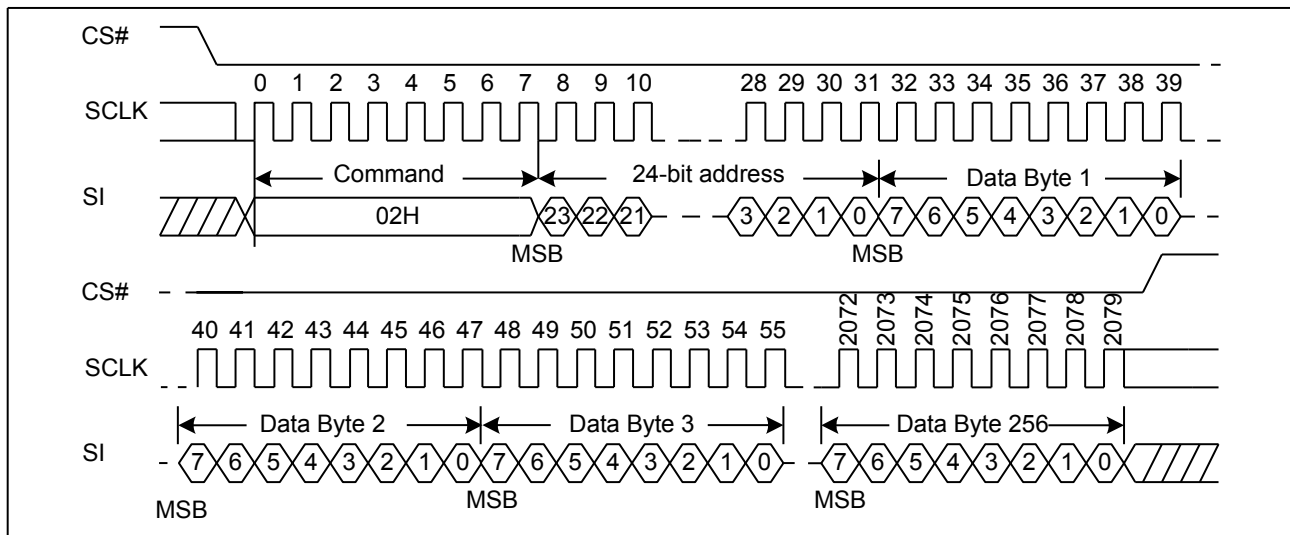 CS#
0 1 2 3 4 5 6 7 8 9 10 28 29 30 31 32 33 34 35 36 37 38 39
SCLK
Command 24-bit address Data Byte 1
SI
02H 23 22 21 3 2 1 0 7 6 5 4 3 2 1 0
MSB MSB
CS#
40 41 42 43 44 45 46 47 48 49 50 51 52 53 54 55 2072 2073 2074 2075 2076 2077 2078 2079
SCLK
Data Byte 2 Data Byte 3 Data Byte 256
SI
7 6 5 4 3 2 1 0 7 6 5 4 3 2 1 0 7 6 5 4 3 2 1 0
MSB MSB MSB